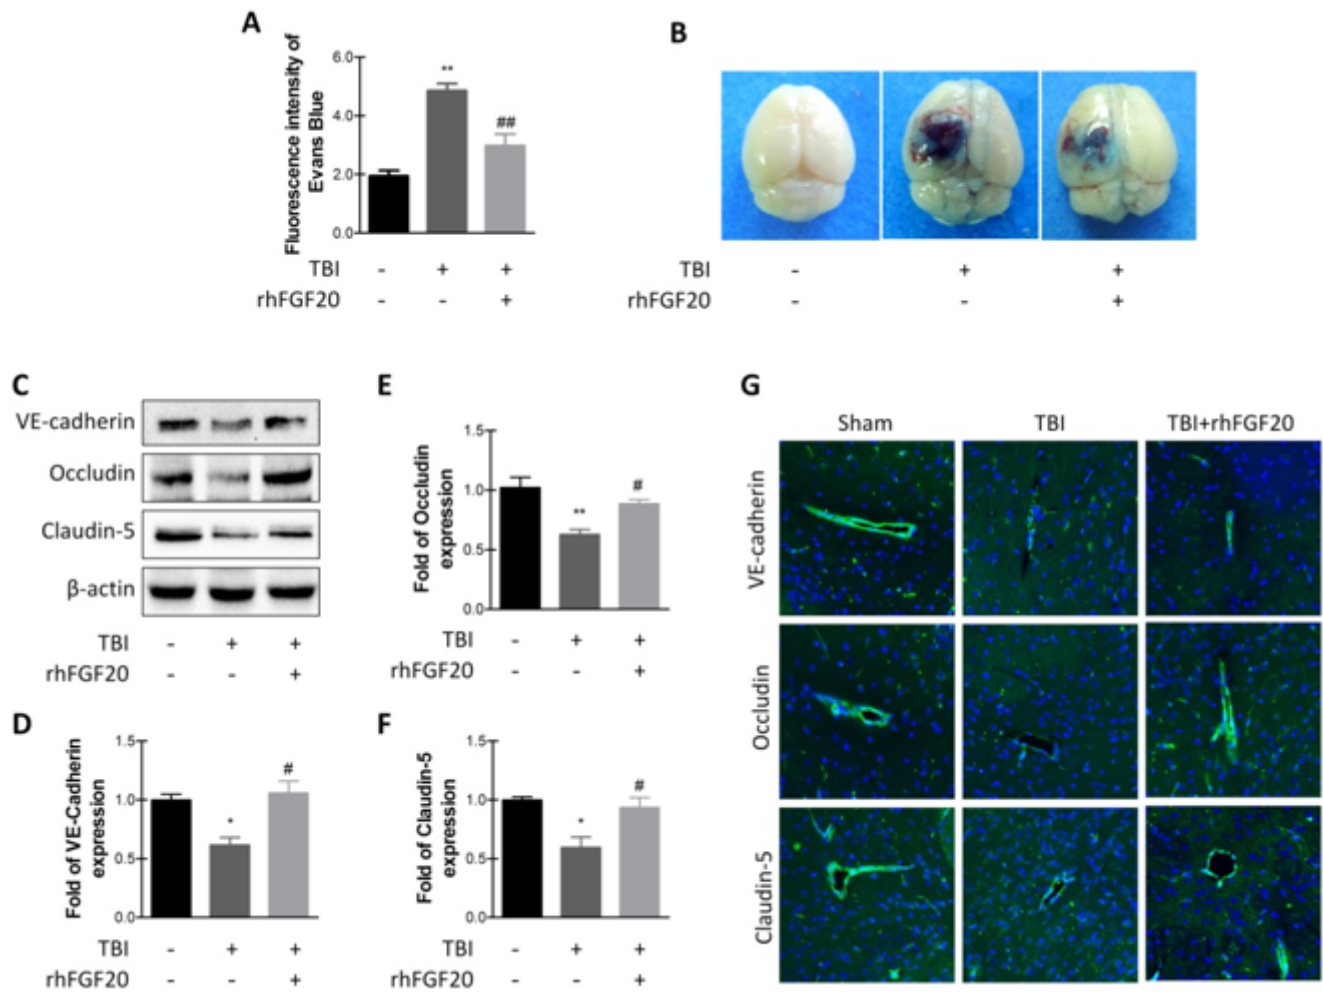 A
Fluorescence intensity of
Evans Blue
6.0
**
4.0
##
2.0
0.0
TBI - + +
rhFGF20 - - +
B
TBI - + +
rhFGF20 - - +
C
VE-cadherin
Occludin
Claudin-5
β-actin
TBI - + +
rhFGF20 - - +
E
Fold of Occludin
expression
1.5
1.0
0.5
0.0
**
#
TBI - + +
rhFGF20 - - +
D
Fold of VE-Cadherin
expression
1.5
1.0
0.5
0.0
*
#
TBI - + +
rhFGF20 - - +
F
Fold of Claudin-5
expression
1.5
1.0
0.5
0.0
*
#
TBI - + +
rhFGF20 - - +
G
Sham TBI TBI+rhFGF20
VE-cadherin
Occludin
Claudin-5